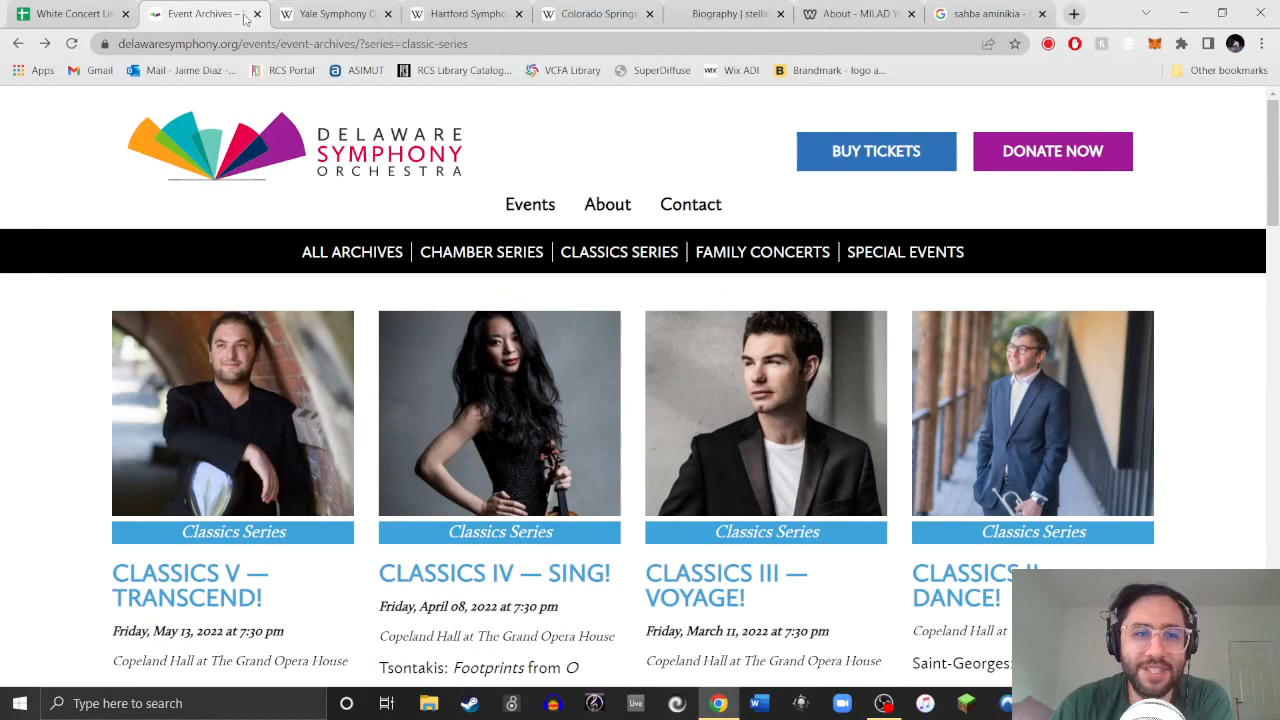 White Concert Lis
Event Archives –
Yale Symphony O
Hartford Sympho
Colorado Springs
Biography | stella
About - MILAD Y
sahba aminikia -
delawaresymphony.org/events/event-archives/?series=classic-series
Apps
Gmail
Mail - Jaime Diaz -...
RCS Portal
ASIMUT
RCS Library Catalog...
VCFA Library
SuperDiffuse
Wix ADI
Brandmark - logo a...
Other bookmarks
DELAWARE
SYMPHONY
ORCHESTRA
BUY TICKETS
DONATE NOW
Events About Contact
ALL ARCHIVES CHAMBER SERIES CLASSICS SERIES FAMILY CONCERTS SPECIAL EVENTS
Classics Series
CLASSICS V —
TRANSCEND!
Friday, May 13, 2022 at 7:30 pm
Copeland Hall at The Grand Opera House
Classics Series
CLASSICS IV — SING!
Friday, April 08, 2022 at 7:30 pm
Copeland Hall at The Grand Opera House
Tsontakis: Footprints from O
Classics Series
CLASSICS III —
VOYAGE!
Friday, March 11, 2022 at 7:30 pm
Copeland Hall at The Grand Opera House
Classics Series
CLASSICS
DANCE!
Copeland Hall at
Saint-Georges:
Type here to search
Live